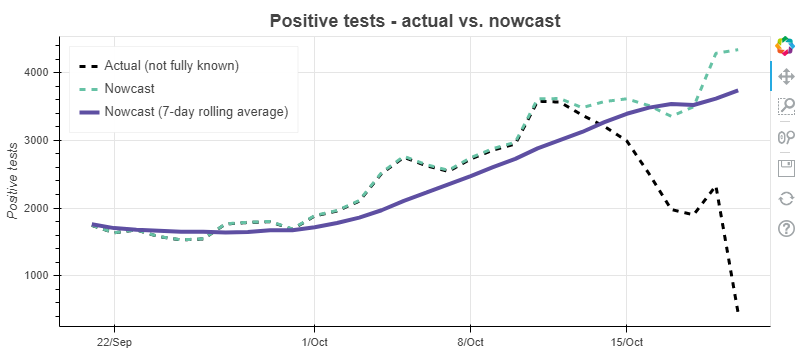 Positive tests - actual vs. nowcast
Actual (not fully known)
Nowcast
Nowcast (7-day rolling average)
Positive tests
4000
3000
2000
1000
22/Sep
1/Oct
8/Oct
15/Oct